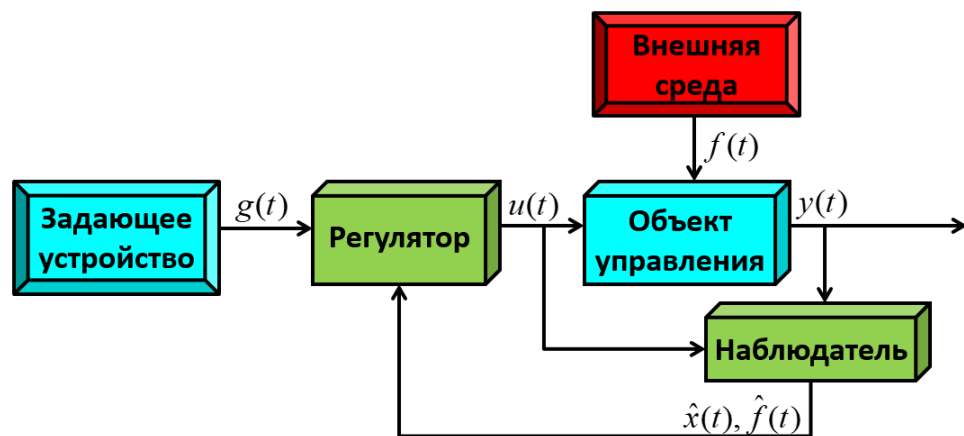 Внешняя
среда
f(t)
Задающее
устройство
g(t)
Регулятор
u(t)
Объект
управления
y(t)
Наблюдатель
x̂(t), f̂(t)